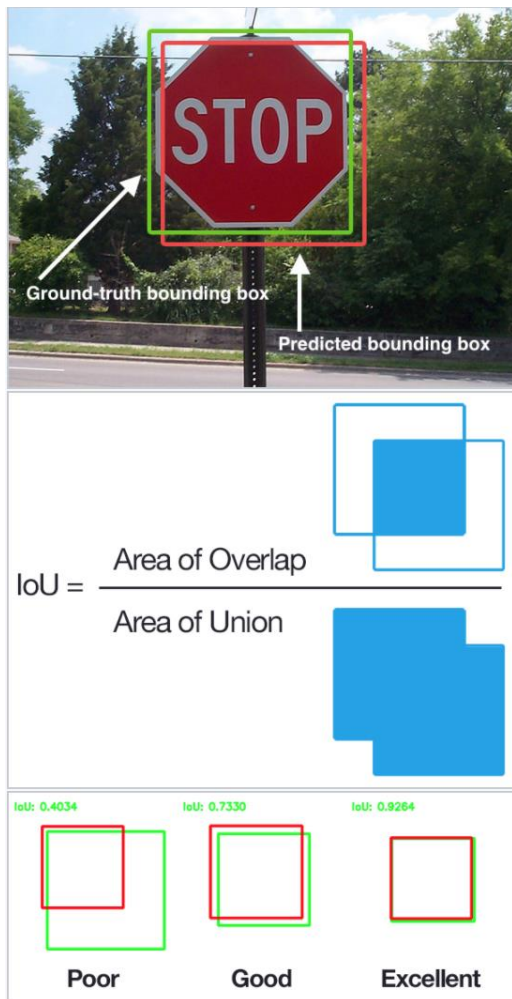 STOP
Ground-truth bounding box
Predicted bounding box
IoU =
Area of Overlap
Area of Union
IoU: 0.4034
IoU: 0.7330
IoU: 0.9264
Poor
Good
Excellent